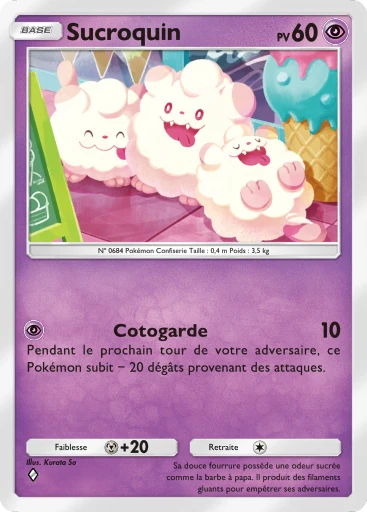 BASE Sucroquin PV 60
N° 0684 Pokémon Confiserie Taille : 0,4 m Poids : 3,5 kg
Cotogarde 10
Pendant le prochain tour de votre adversaire, ce
Pokémon subit − 20 dégâts provenant des attaques.
Faiblesse +20 Retraite
Illus. Kurata So
Sa douce fourrure possède une odeur sucrée
comme la barbe à papa. Il produit des filaments
gluants pour empêtrer ses adversaires.